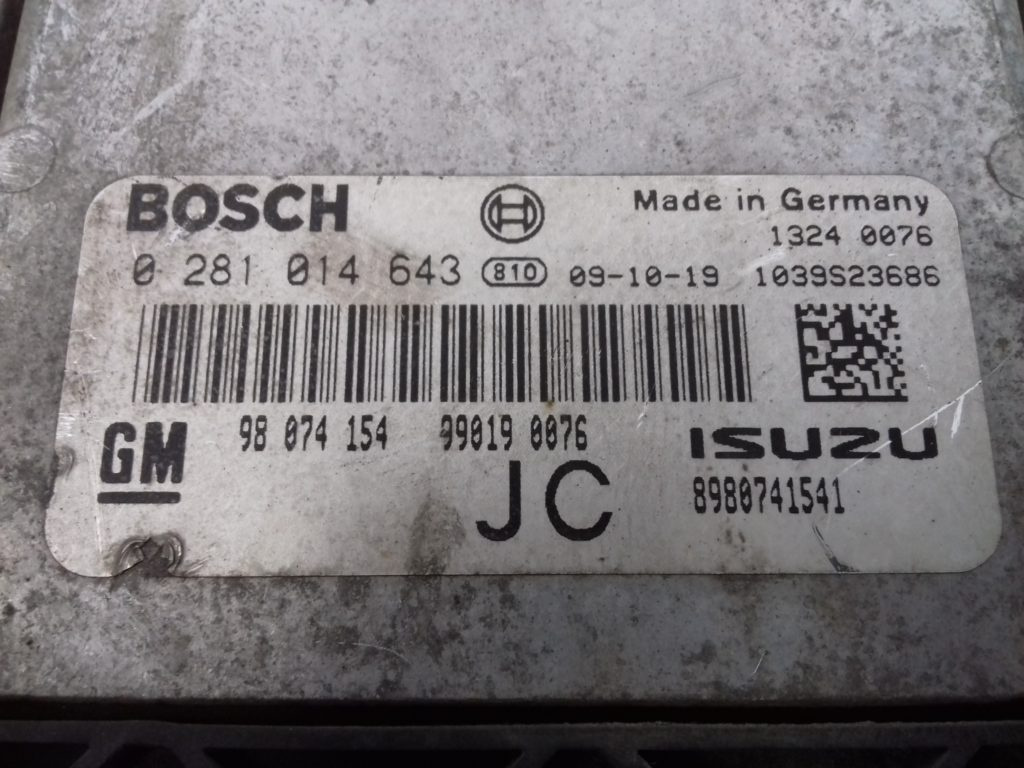 BOSCH Made in Germany
1324 0076
0 281 014 643 810 09-10-19 1039S23686
98 074 154 99019 0076
GM ISUZU
JC 8980741541